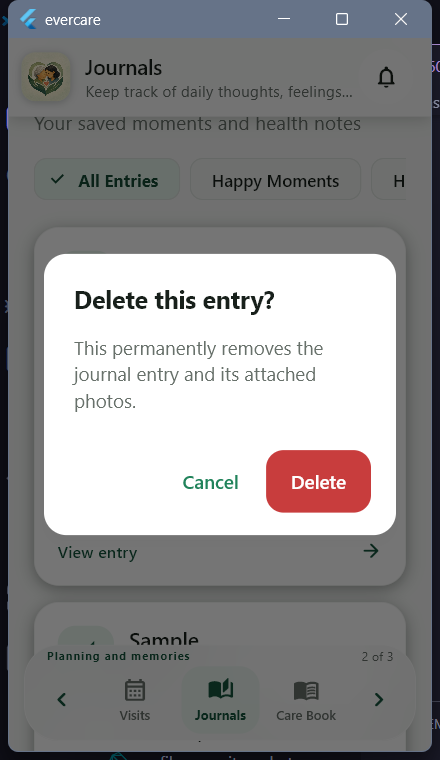 evercare
Journals
Keep track of daily thoughts, feelings...
Your saved moments and health notes
All Entries
Happy Moments
H
Delete this entry?
This permanently removes the
journal entry and its attached
photos.
Cancel
Delete
View entry
Sample
Planning and memories
2 of 3
Visits
Journals
Care Book